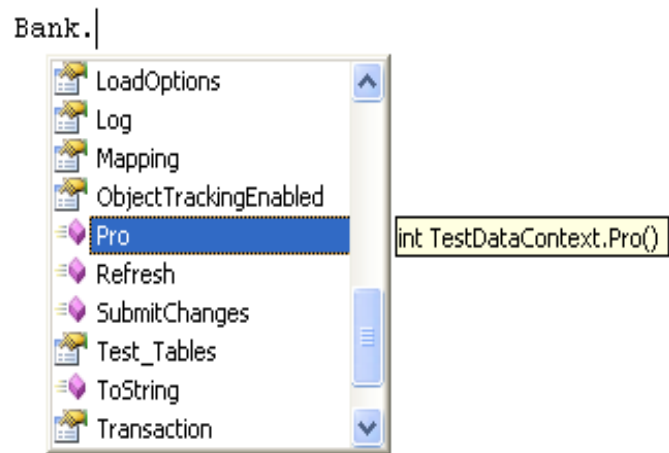 Bank.
LoadOptions
Log
Mapping
ObjectTrackingEnabled
Pro
int TestDataContext.Pro()
Refresh
SubmitChanges
Test_Tables
ToString
Transaction